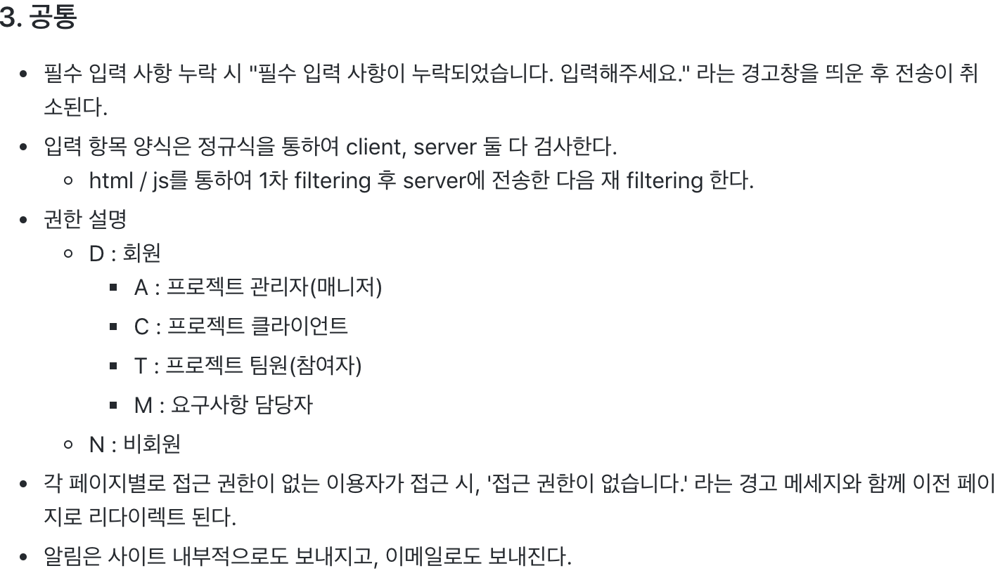 3. 공통
필수 입력 사항 누락 시 "필수 입력 사항이 누락되었습니다. 입력해주세요." 라는 경고창을 띄운 후 전송이 취
소된다.
입력 항목 양식은 정규식을 통하여 client, server 둘 다 검사한다.
html / js를 통하여 1차 filtering 후 server에 전송한 다음 재 filtering 한다.
권한 설명
D : 회원
A : 프로젝트 관리자(매니저)
C : 프로젝트 클라이언트
T : 프로젝트 팀원(참여자)
M : 요구사항 담당자
N : 비회원
각 페이지별로 접근 권한이 없는 이용자가 접근 시, '접근 권한이 없습니다.' 라는 경고 메세지와 함께 이전 페이
지로 리다이렉트 된다.
알림은 사이트 내부적으로도 보내지고, 이메일로도 보내진다.